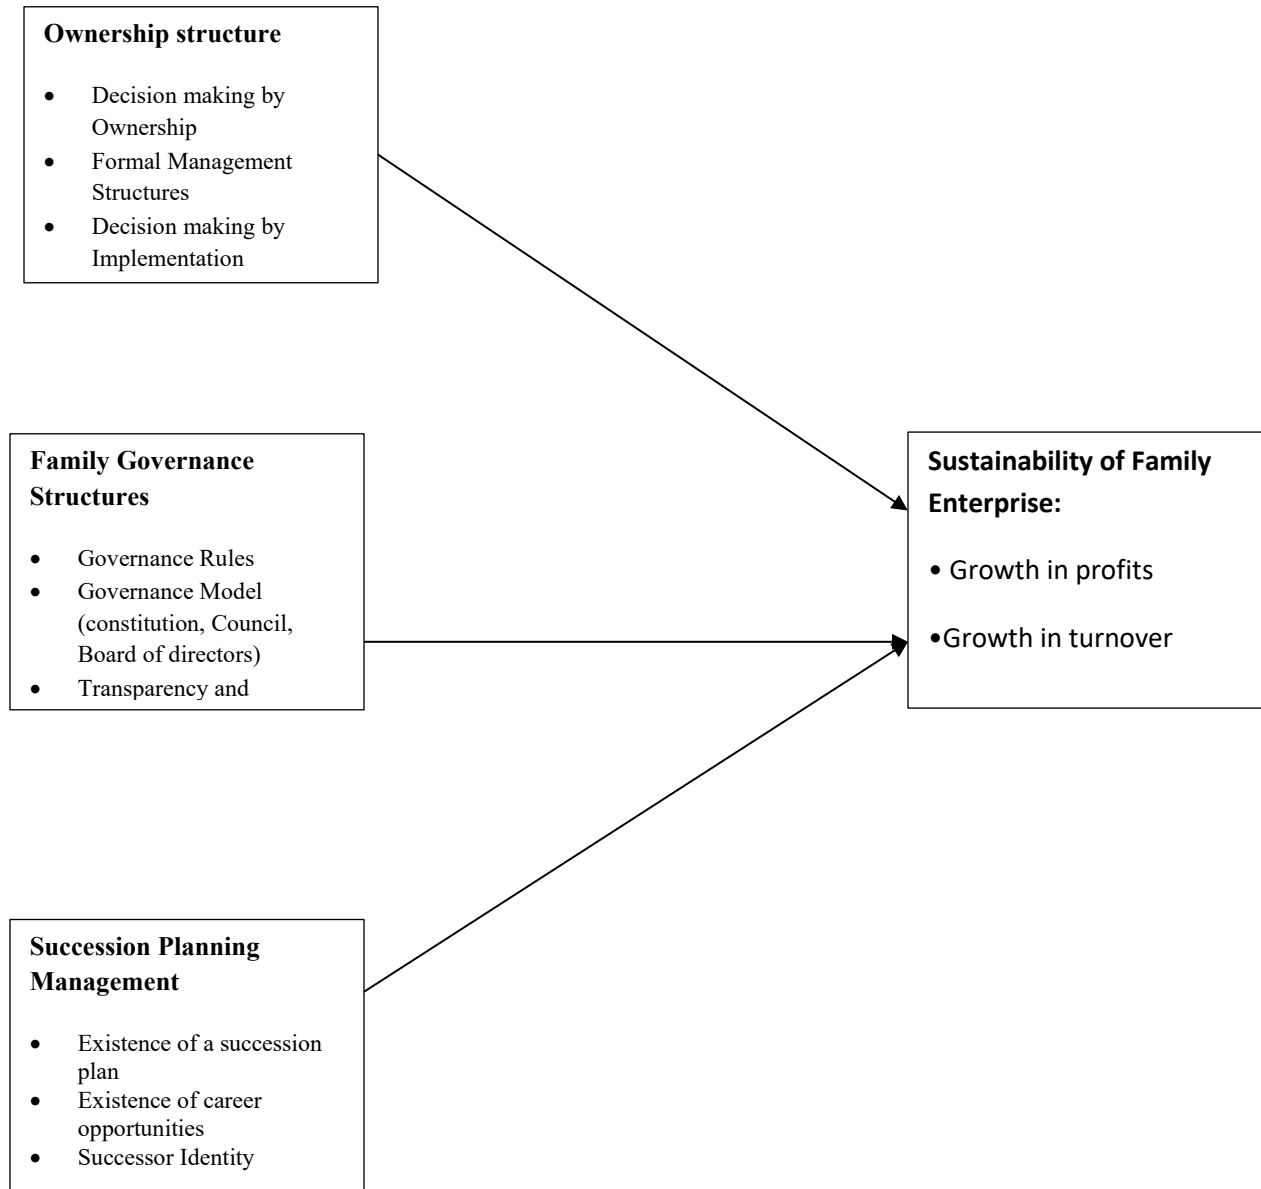 Ownership structure
• Decision making by
Ownership
• Formal Management
Structures
• Decision making by
Implementation
Family Governance
Structures
• Governance Rules
• Governance Model
(constitution, Council,
Board of directors)
• Transparency and
Sustainability of Family
Enterprise:
• Growth in profits
•Growth in turnover
Succession Planning
Management
• Existence of a succession
plan
• Existence of career
opportunities
• Successor Identity